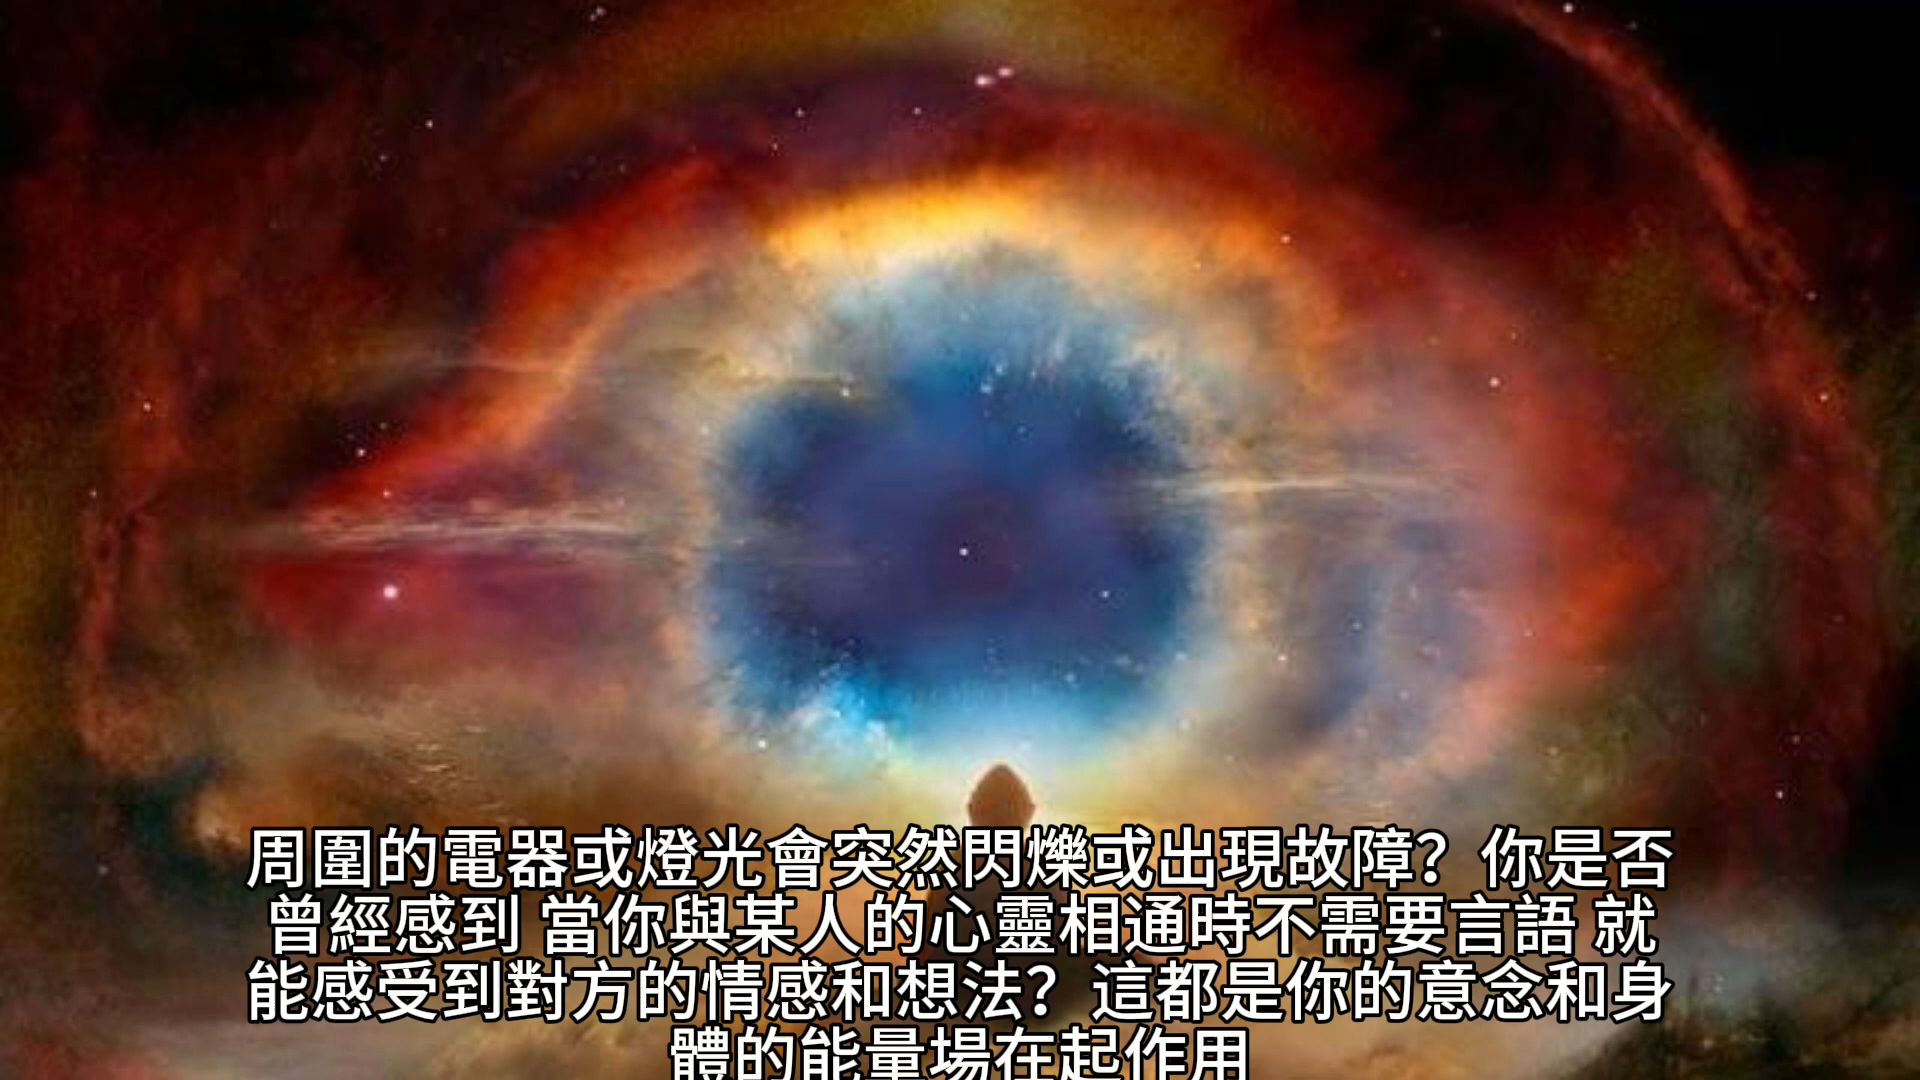 周圍的電器或燈光會突然閃爍或出現故障？你是否
曾經感到 當你與某人的心靈相通時不需要言語 就
能感受到對方的情感和想法？這都是你的意念和身
體的能量場在起作用